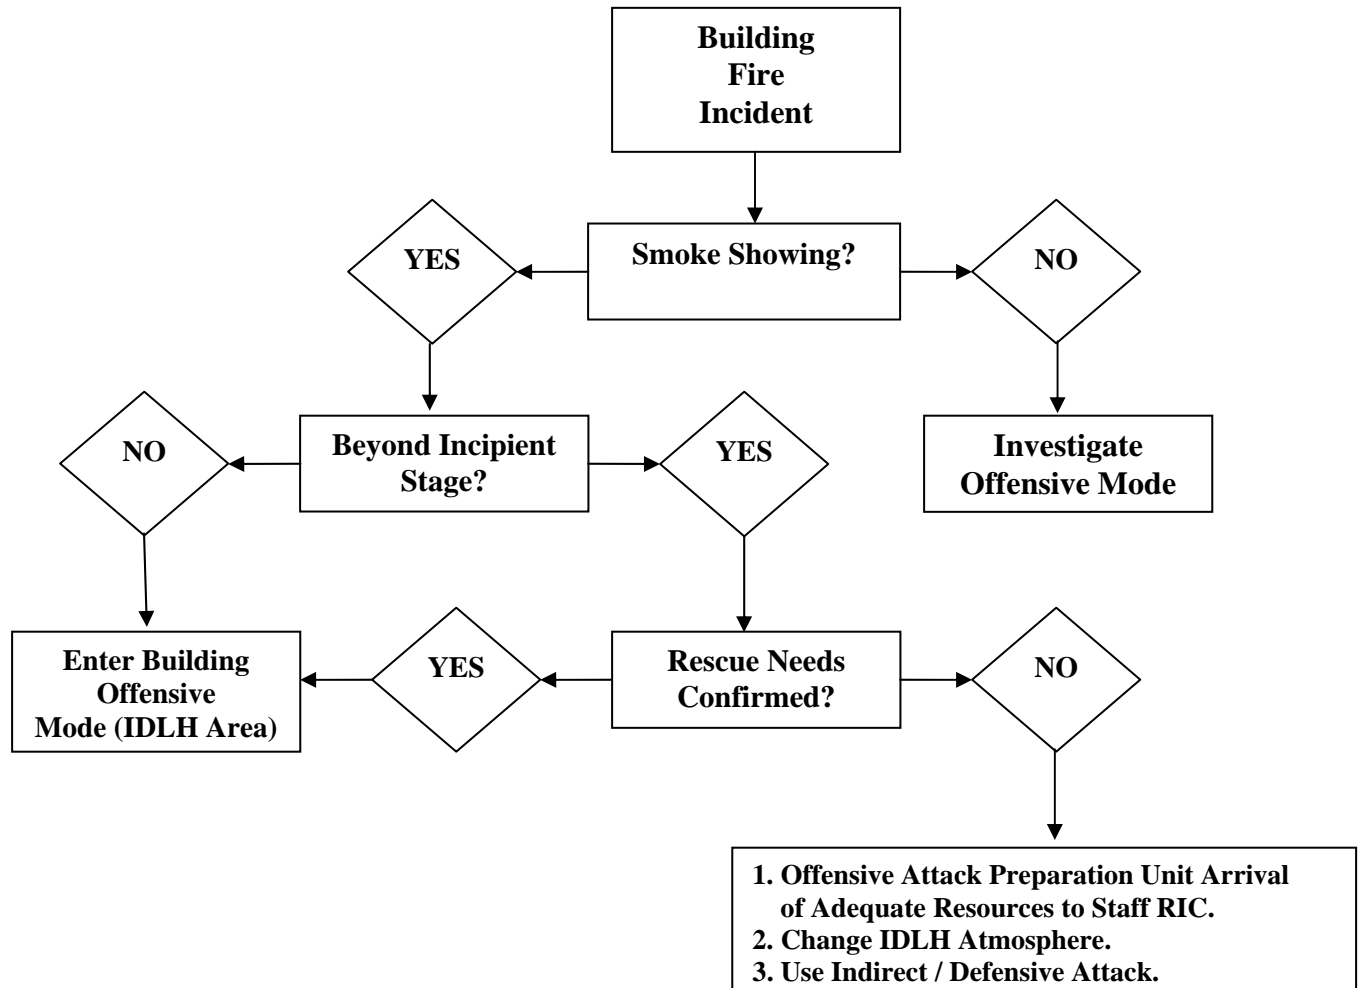 Building
Fire
Incident
YES
Smoke Showing?
NO
NO
Beyond Incipient
Stage?
YES
Investigate
Offensive Mode
Enter Building
Offensive
Mode (IDLH Area)
YES
Rescue Needs
Confirmed?
NO
1. Offensive Attack Preparation Unit Arrival
of Adequate Resources to Staff RIC.
2. Change IDLH Atmosphere.
3. Use Indirect / Defensive Attack.